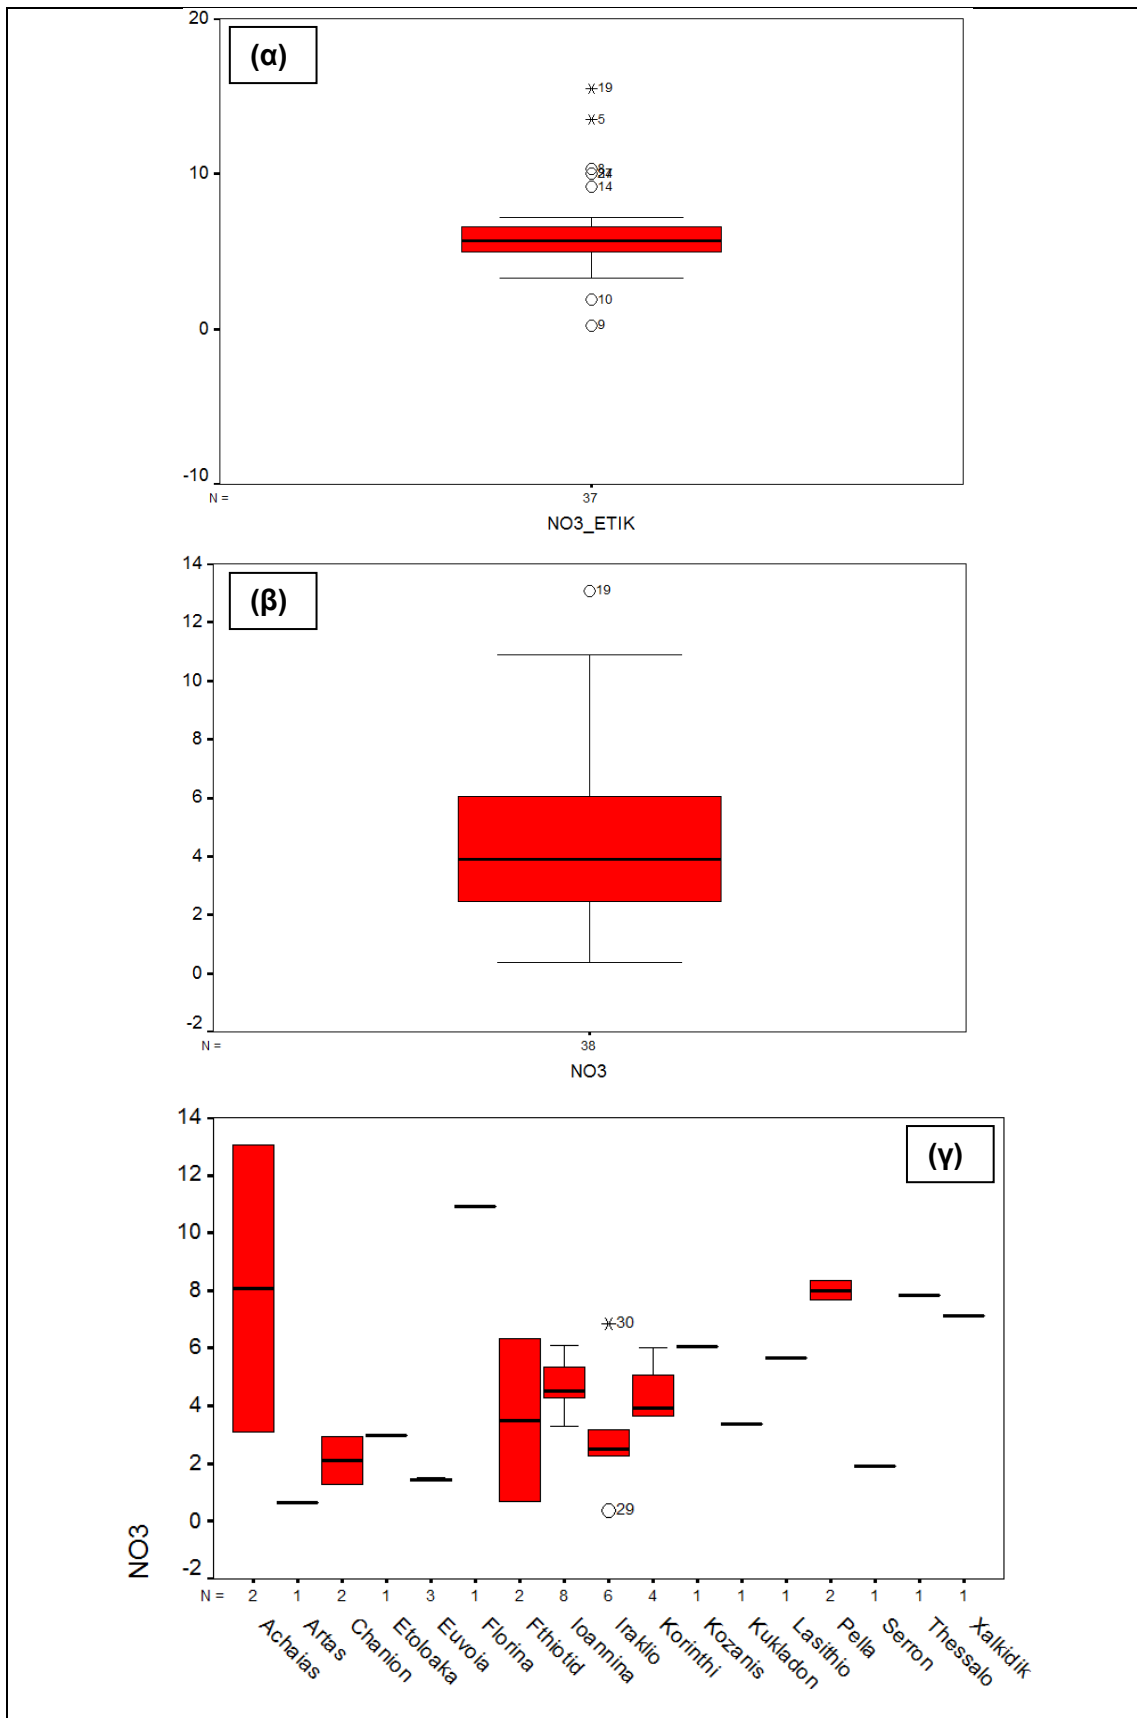 20
(α)
19
5
10
8
14
10
0
9
-10
N =
37
NO3_ETIK
14
(β)
19
12
10
8
6
4
2
0
-2
N =
38
NO3
14
(γ)
12
10
8
6
30
4
2
29
0
-2
NO3
N = 2 1 2 1 3 1 2 8 6 4 1 1 1 2 1 1 1
Achaias
Artas
Chanion
Etoloaka
Euvoia
Florina
Fthiotid
Ioannina
Iraklio
Korinthi
Kozanis
Kukladon
Lasithio
Pella
Serron
Thessalo
Xalkidik